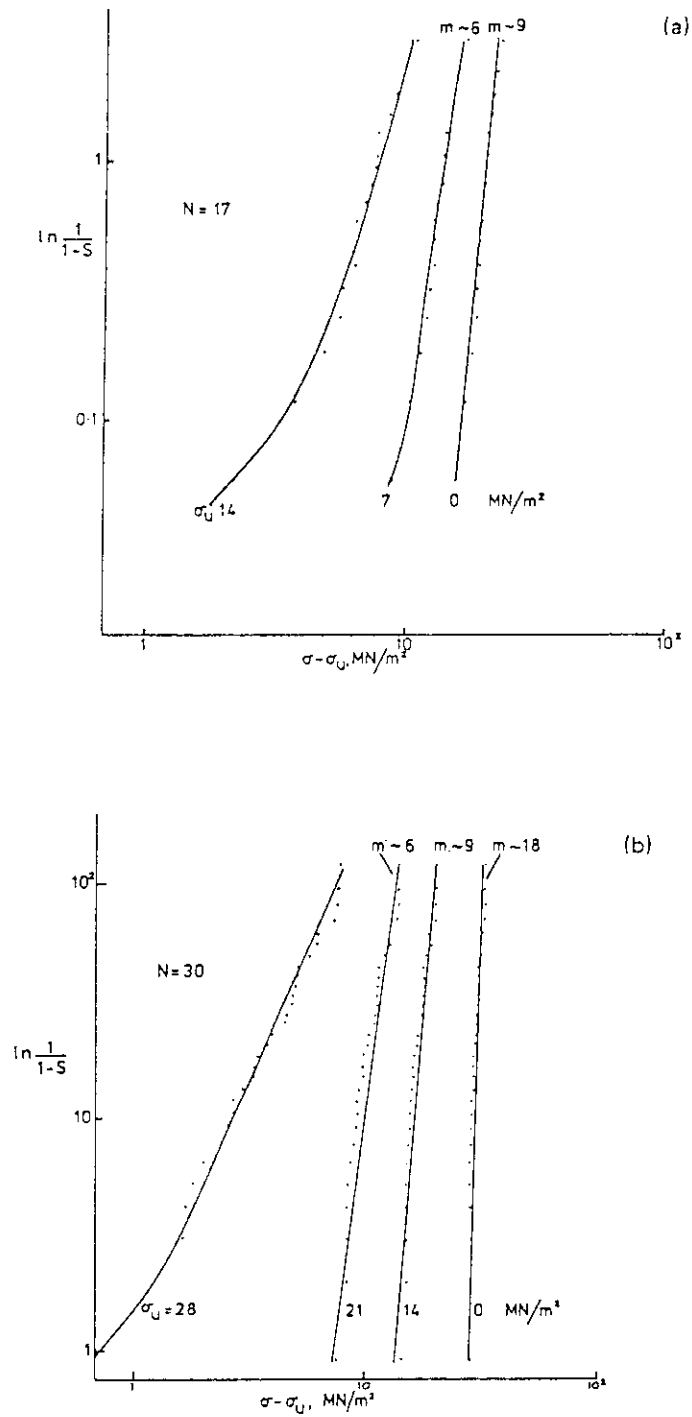 (a)
m ~6 m~9
1
N = 17
ln 1/1-S
0·1
σU 14
7
0 MN/m²
1
10
10²
σ-σU, MN/m²
(b)
m ~6 m.~9 m~18
10²
N = 30
ln 1/1-S
10
σU = 28
21
14
0 MN/m²
1
1
10
10²
σ-σU, MN/m²